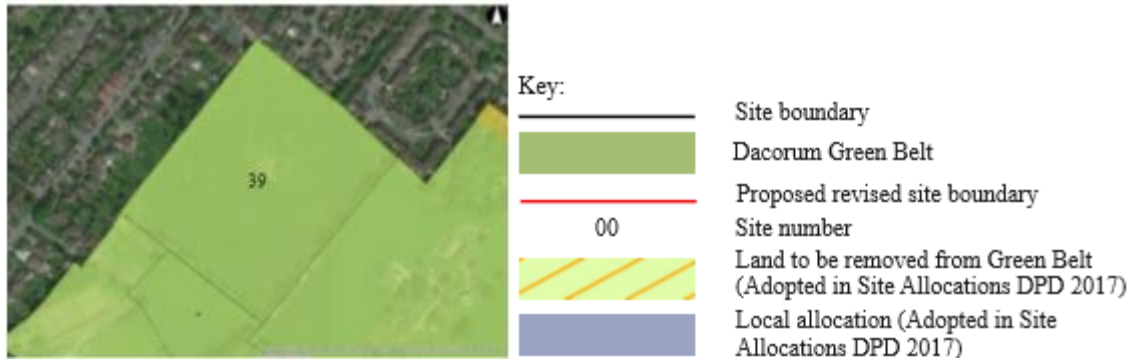 39
Key:
Site boundary
Dacorum Green Belt
Proposed revised site boundary
00
Site number
Land to be removed from Green Belt
(Adopted in Site Allocations DPD 2017)
Local allocation (Adopted in Site
Allocations DPD 2017)